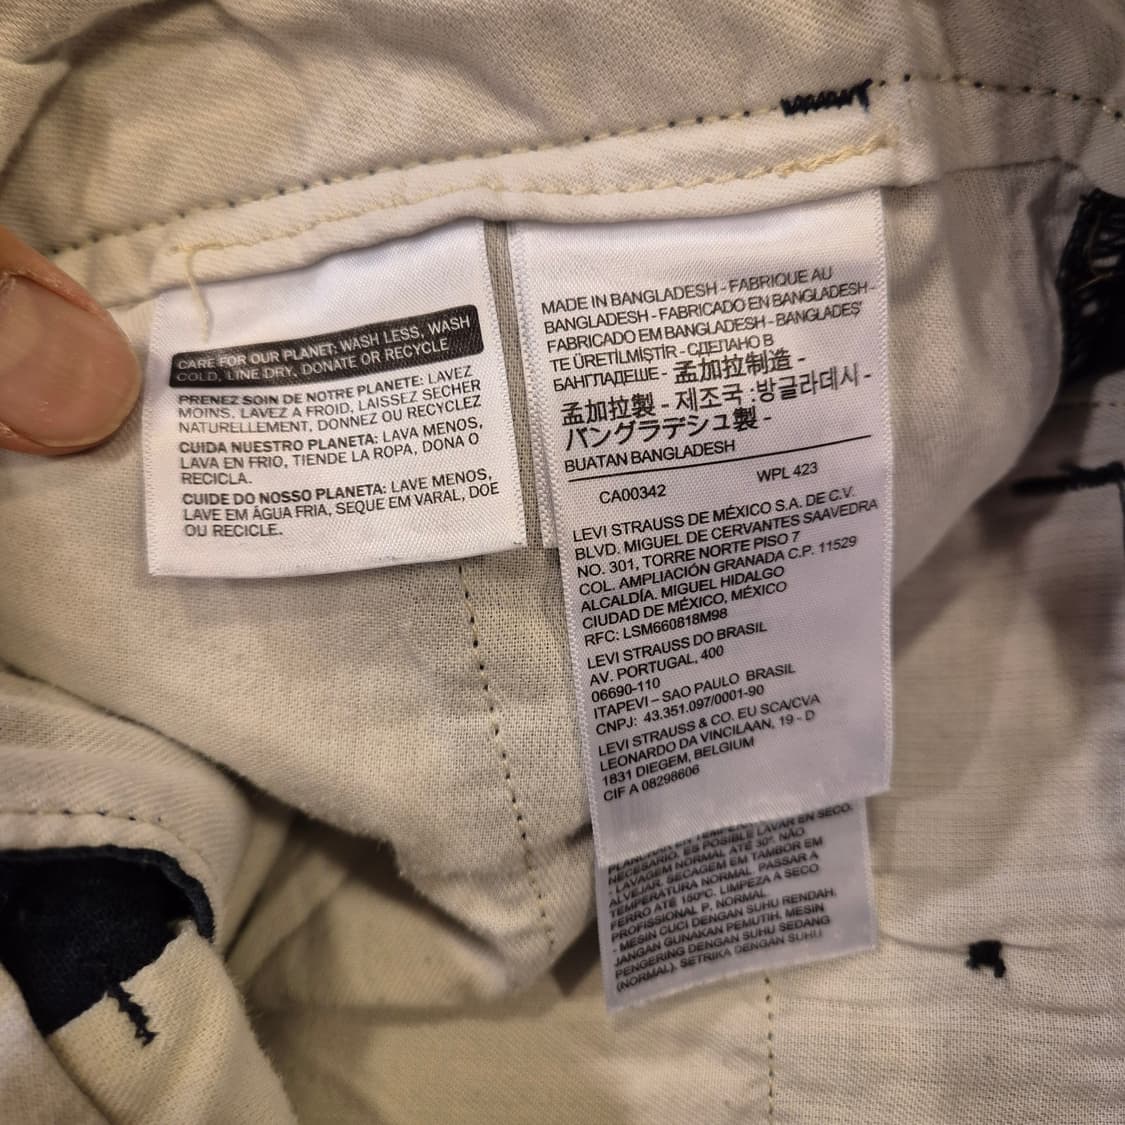 CARE FOR OUR PLANET: WASH LESS, WASH
COLD, LINE DRY, DONATE OR RECYCLE
PRENEZ SOIN DE NOTRE PLANETE: LAVEZ
MOINS, LAVEZ A FROID, LAISSEZ SECHER
NATURELLEMENT, DONNEZ OU RECYCLEZ
CUIDA NUESTRO PLANETA: LAVA MENOS,
LAVA EN FRIO, TIENDE LA ROPA, DONA O
RECICLA.
CUIDE DO NOSSO PLANETA: LAVE MENOS,
LAVE EM ÁGUA FRIA, SEQUE EM VARAL, DOE
OU RECICLE.
MADE IN BANGLADESH - FABRIQUE AU
BANGLADESH - FABRICADO EN BANGLADESH -
FABRICADO EM BANGLADESH - BANGLADEŞ'
TE ÜRETİLMİŞTİR - СДЕЛАНО В
БАНГЛАДЕШЕ - 孟加拉制造 -
孟加拉製 - 제조국 :방글라데시 -
バングラデシュ製 -
BUATAN BANGLADESH
CA00342 WPL 423
LEVI STRAUSS DE MÉXICO S.A. DE C.V.
BLVD. MIGUEL DE CERVANTES SAAVEDRA
NO. 301, TORRE NORTE PISO 7
COL. AMPLIACIÓN GRANADA C.P. 11529
ALCALDÍA. MIGUEL HIDALGO
CIUDAD DE MÉXICO, MÉXICO
RFC: LSM660818M98
LEVI STRAUSS DO BRASIL
AV. PORTUGAL, 400
06690-110
ITAPEVI – SAO PAULO BRASIL
CNPJ: 43.351.097/0001-90
LEVI STRAUSS & CO. EU SCA/CVA
LEONARDO DA VINCILAAN, 19 - D
1831 DIEGEM, BELGIUM
CIF A 08298606
NECESARIO. ES POSIBLE LAVAR EN SECO.
- LAVAGEM NORMAL ATÉ 30º. NÃO
ALVEJAR. SECAGEM EM TAMBOR EM
TEMPERATURA NORMAL. PASSAR A
FERRO ATÉ 150ºC. LIMPEZA A SECO
PROFISSIONAL P. NORMAL
- MESIN CUCI DENGAN SUHU RENDAH.
JANGAN GUNAKAN PEMUTIH. MESIN
PENGERING DENGAN SUHU SEDANG
(NORMAL). SETRIKA DENGAN SUHU